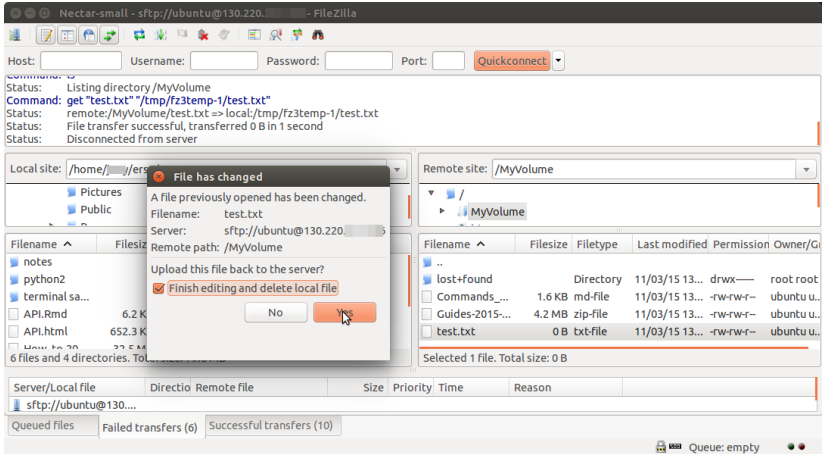 Nectar-small - sftp://ubuntu@130.220. - FileZilla
Host: Username: Password: Port: Quickconnect
Command: ls
Status: Listing directory /MyVolume
Command: get "test.txt" "/tmp/fz3temp-1/test.txt"
Status: remote:/MyVolume/test.txt => local:/tmp/fz3temp-1/test.txt
Status: File transfer successful, transferred 0 B in 1 second
Status: Disconnected from server
Local site: /home/j
Pictures
Public
Filename Filesiz
notes
python2
terminal sa...
API.Rmd 6.2 K
API.html 652.3 K
6 files and 4 directories.
File has changed
A file previously opened has been changed.
Filename: test.txt
Server: sftp://ubuntu@130.220.
Remote path: /MyVolume
Upload this file back to the server?
Finish editing and delete local file
No Yes
Remote site: /MyVolume
/
MyVolume
Filename Filesize Filetype Last modified Permission Owner/G
..
lost+found Directory 11/03/15 13... drwx------ root root
Commands_... 1.6 KB md-file 11/03/15 13... -rw-rw-r-- ubuntu u...
Guides-2015-... 4.2 MB zip-file 11/03/15 13... -rw-rw-r-- ubuntu u...
test.txt 0 B txt-file 11/03/15 13... -rw-rw-r-- ubuntu u...
Selected 1 file. Total size: 0 B
Server/Local file Directio Remote file Size Priority Time Reason
sftp://ubuntu@130....
Queued files Failed transfers (6) Successful transfers (10)
Queue: empty